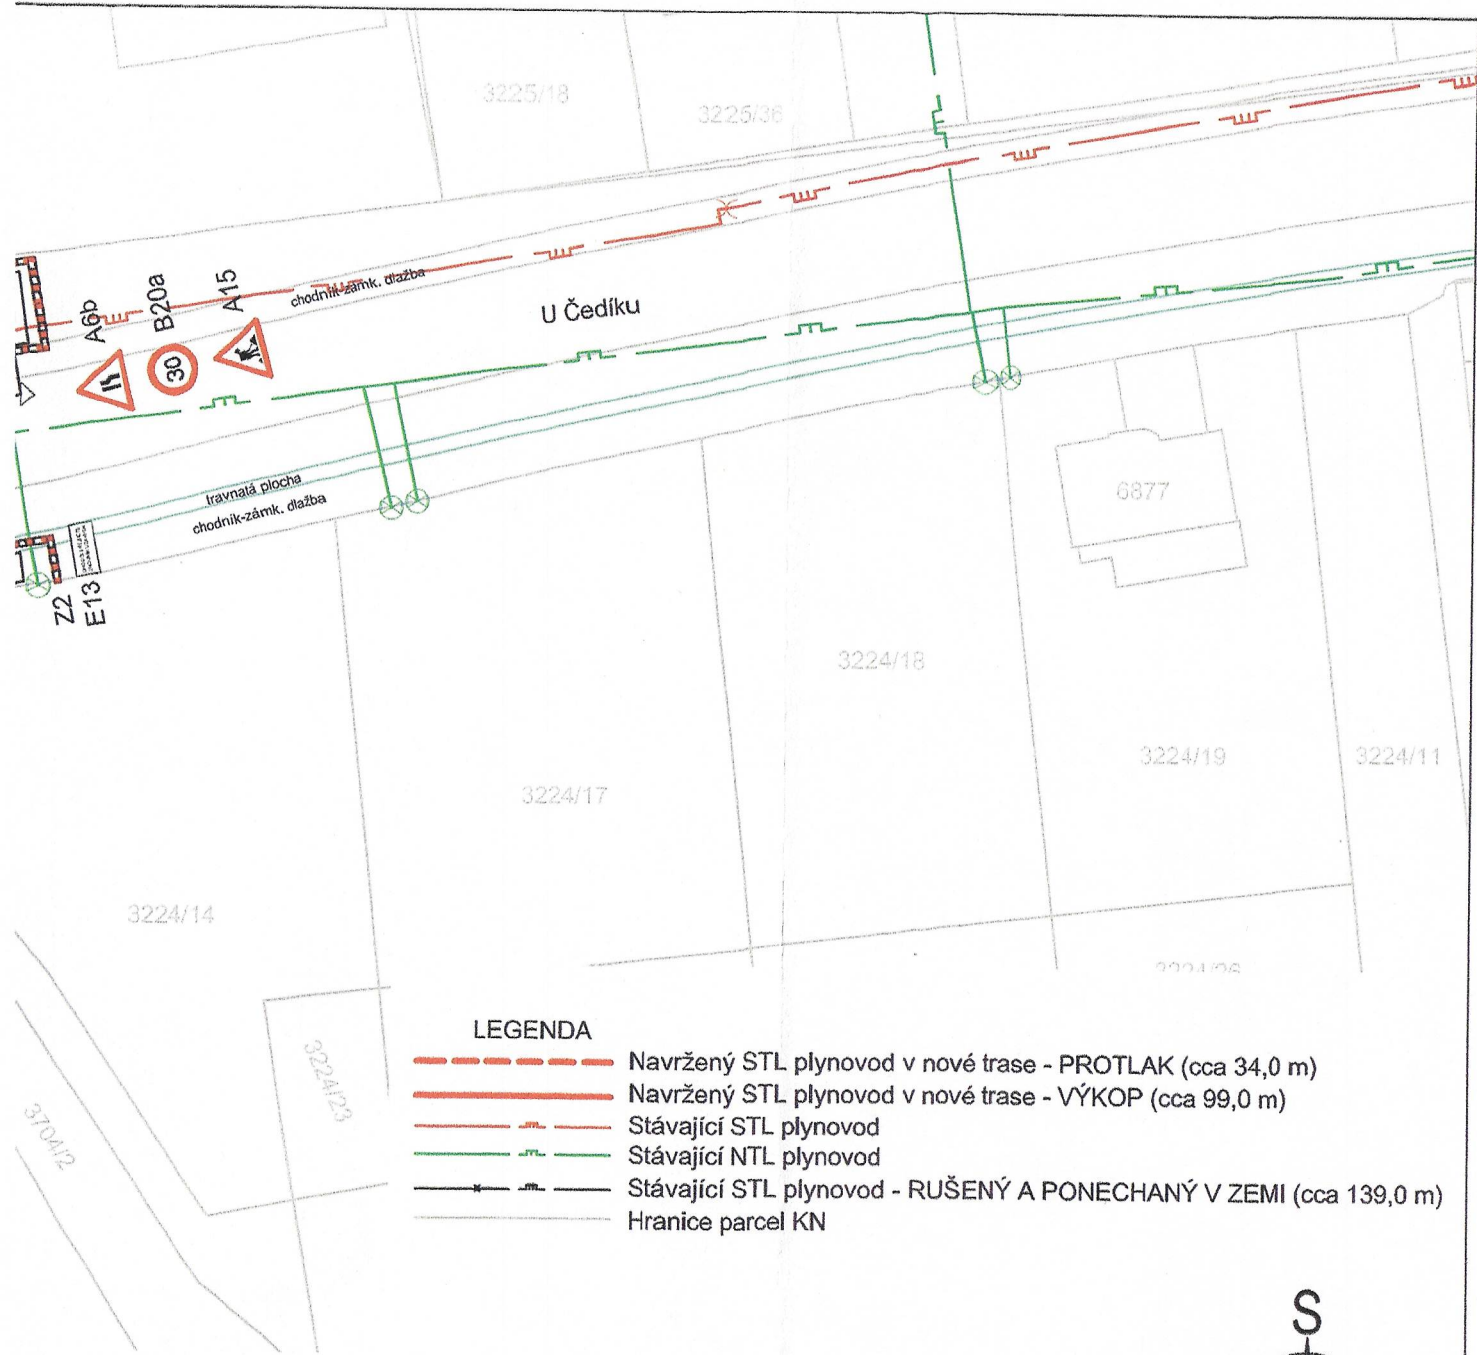 3225/18
3225/36
A6b
B20a
A15
30
chodník-zámk. dlažba
U Čedíku
travnatá plocha
chodník-zámk. dlažba
Z2
E13
6877
3224/18
3224/19
3224/11
3224/17
3224/14
3224/26
3224/23
3704/2
LEGENDA
Navržený STL plynovod v nové trase - PROTLAK (cca 34,0 m)
Navržený STL plynovod v nové trase - VÝKOP (cca 99,0 m)
Stávající STL plynovod
Stávající NTL plynovod
Stávající STL plynovod - RUŠENÝ A PONECHANÝ V ZEMI (cca 139,0 m)
Hranice parcel KN
S